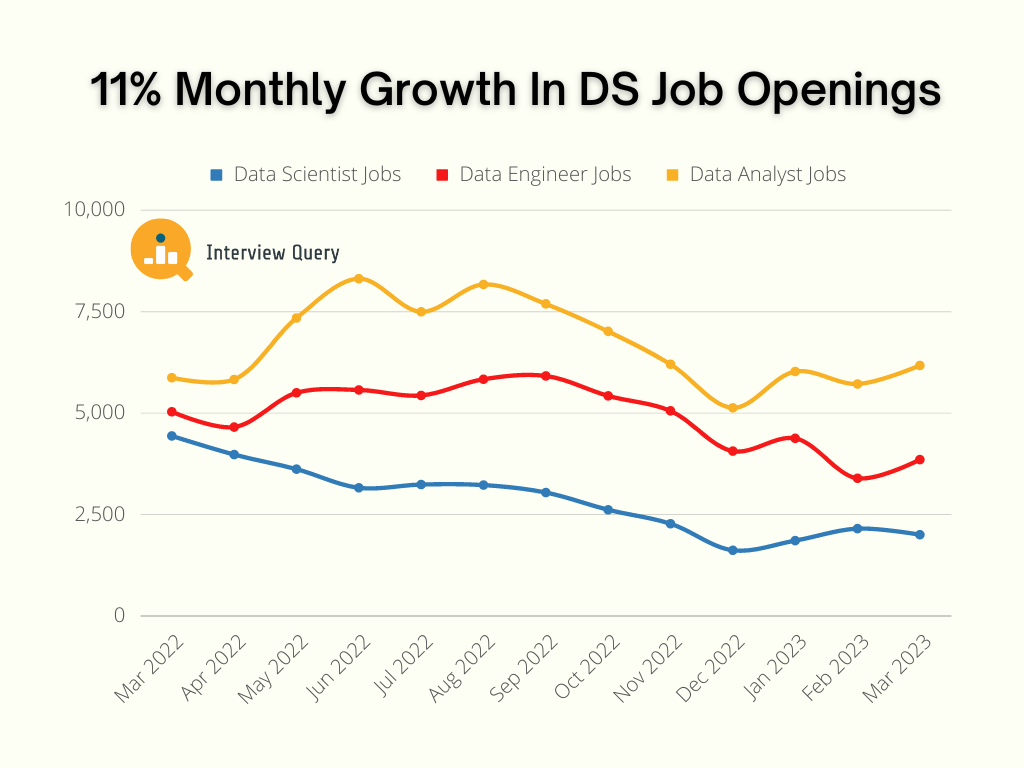 11% Monthly Growth In DS Job Openings
Data Scientist Jobs Data Engineer Jobs Data Analyst Jobs
10,000
Interview Query
7,500
5,000
2,500
0
Mar 2022 Apr 2022 May 2022 Jun 2022 Jul 2022 Aug 2022 Sep 2022 Oct 2022 Nov 2022 Dec 2022 Jan 2023 Feb 2023 Mar 2023